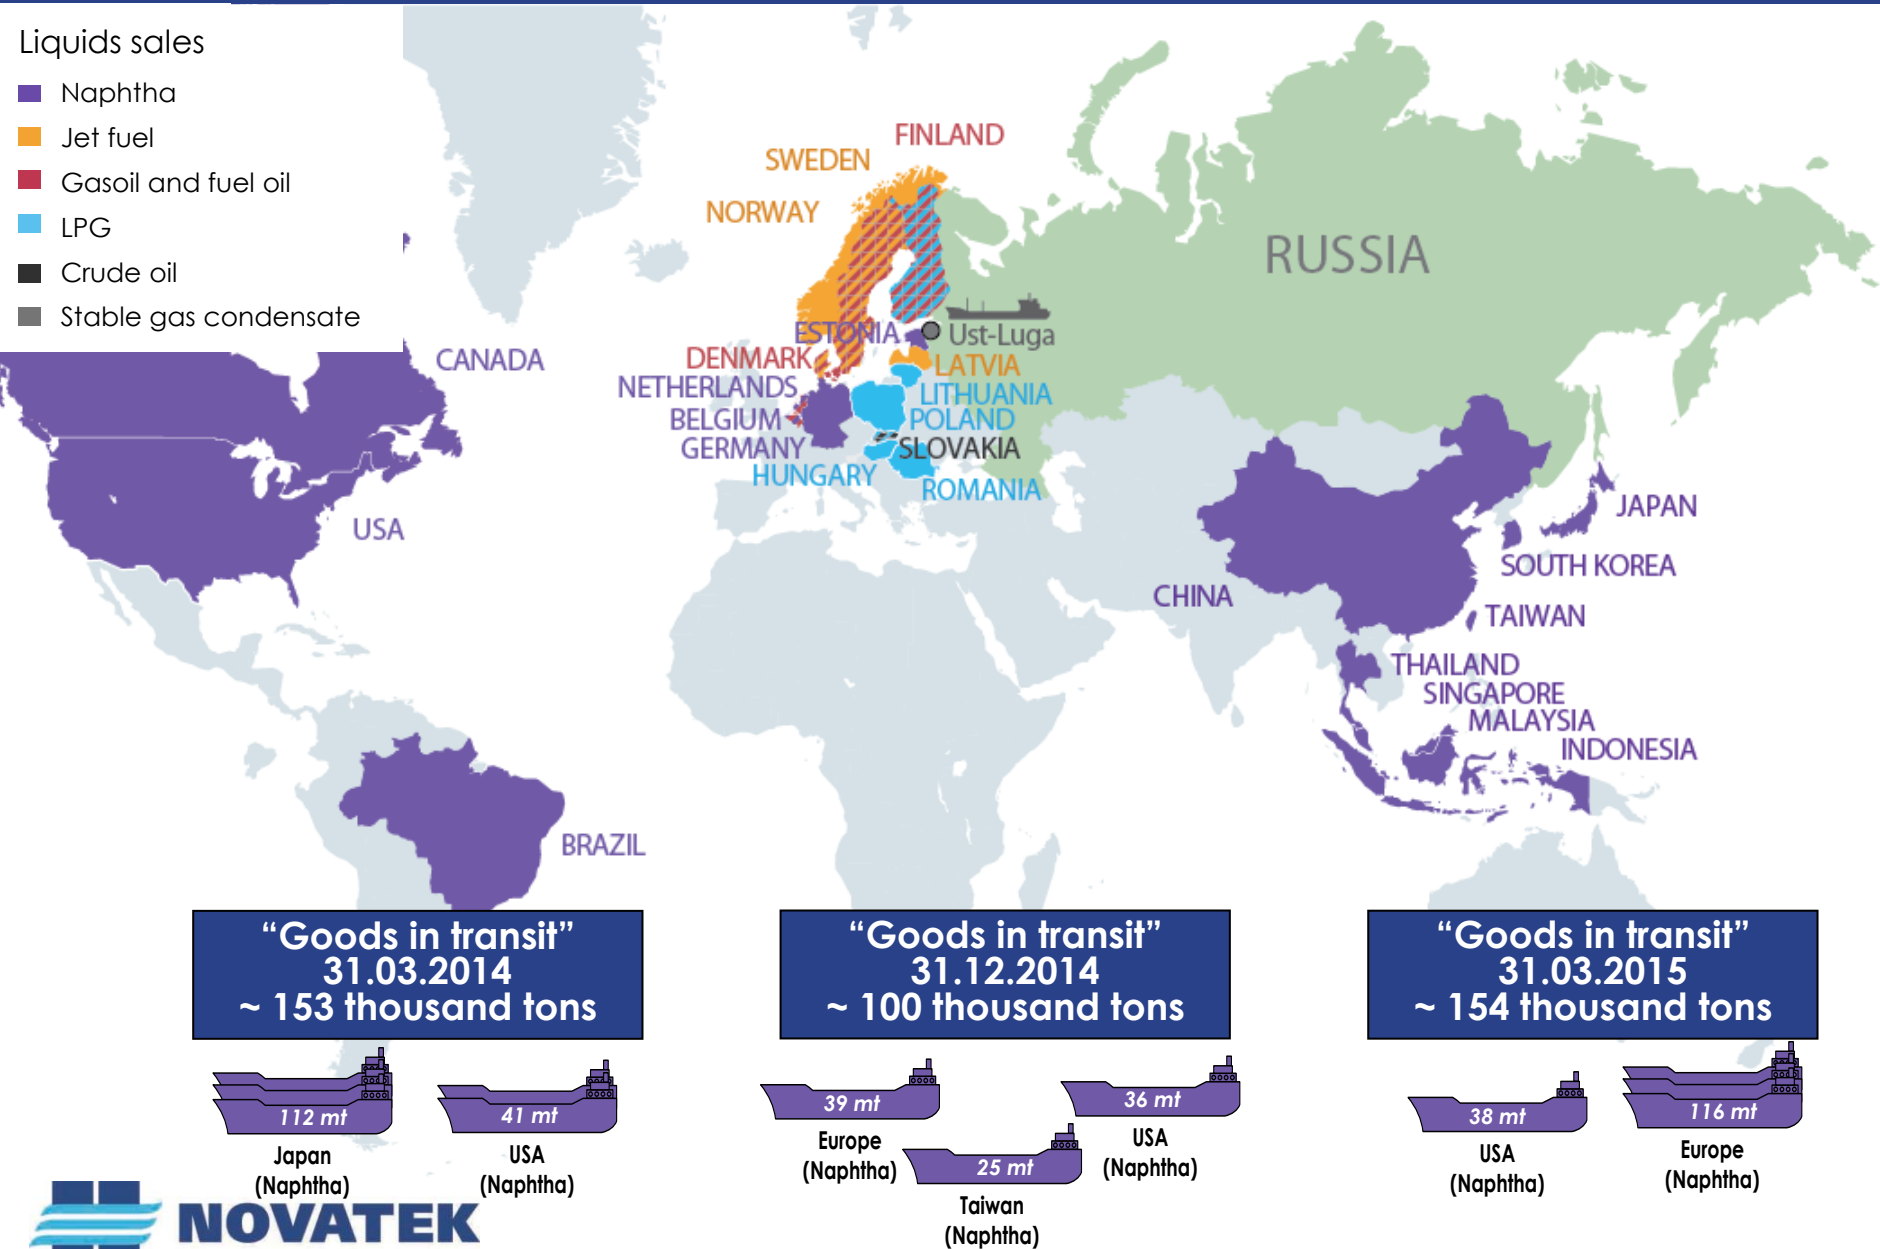 Liquids sales
Naphtha
Jet fuel
Gasoil and fuel oil
LPG
Crude oil
Stable gas condensate
FINLAND
SWEDEN
NORWAY
RUSSIA
ESTONIA
Ust-Luga
DENMARK
LATVIA
NETHERLANDS
LITHUANIA
BELGIUM
POLAND
GERMANY
SLOVAKIA
HUNGARY
ROMANIA
CANADA
USA
BRAZIL
JAPAN
SOUTH KOREA
CHINA
TAIWAN
THAILAND
SINGAPORE
MALAYSIA
INDONESIA
“Goods in transit”
31.03.2014
~ 153 thousand tons
112 mt
Japan
(Naphtha)
41 mt
USA
(Naphtha)
“Goods in transit”
31.12.2014
~ 100 thousand tons
39 mt
Europe
(Naphtha)
25 mt
Taiwan
(Naphtha)
36 mt
USA
(Naphtha)
“Goods in transit”
31.03.2015
~ 154 thousand tons
38 mt
USA
(Naphtha)
116 mt
Europe
(Naphtha)
NOVATEK